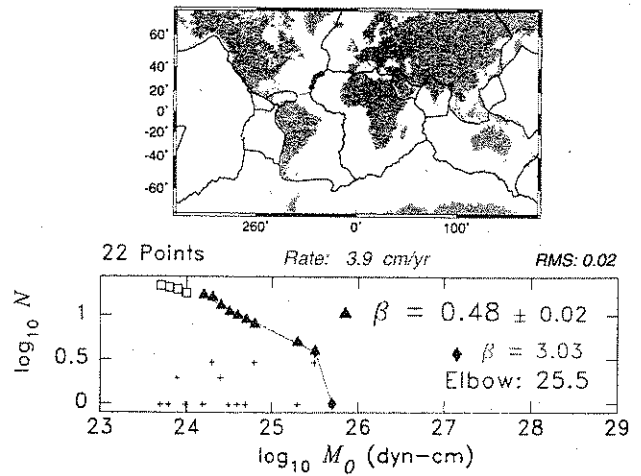 60'
40'
20'
0'
-20'
-40'
-60'
260' 0' 100'
22 Points Rate: 3.9 cm/yr RMS: 0.02
log10 N
1
0.5
0
β = 0.48 ± 0.02
β = 3.03
Elbow: 25.5
23 24 25 26 27 28 29
log10 M0 (dyn-cm)